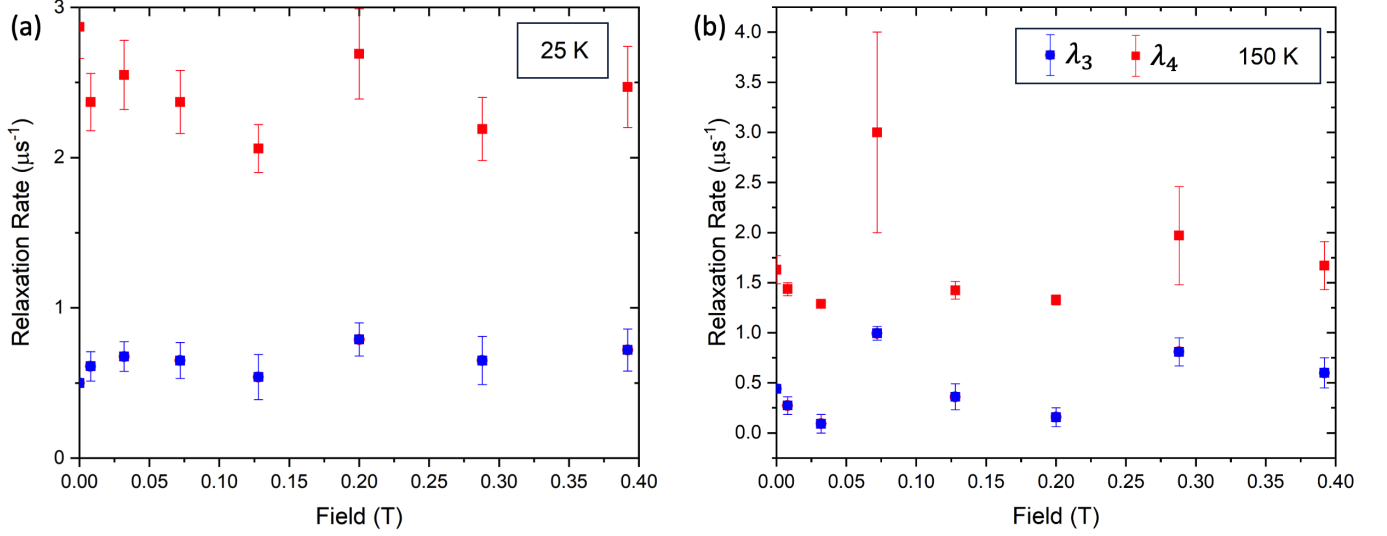 (a)
25 K
3
2
1
0
Relaxation Rate (μs⁻¹)
0.00 0.05 0.10 0.15 0.20 0.25 0.30 0.35 0.40
Field (T)
(b)
λ₃ λ₄ 150 K
4.0
3.5
3.0
2.5
2.0
1.5
1.0
0.5
0.0
Relaxation Rate (μs⁻¹)
0.00 0.05 0.10 0.15 0.20 0.25 0.30 0.35 0.40
Field (T)